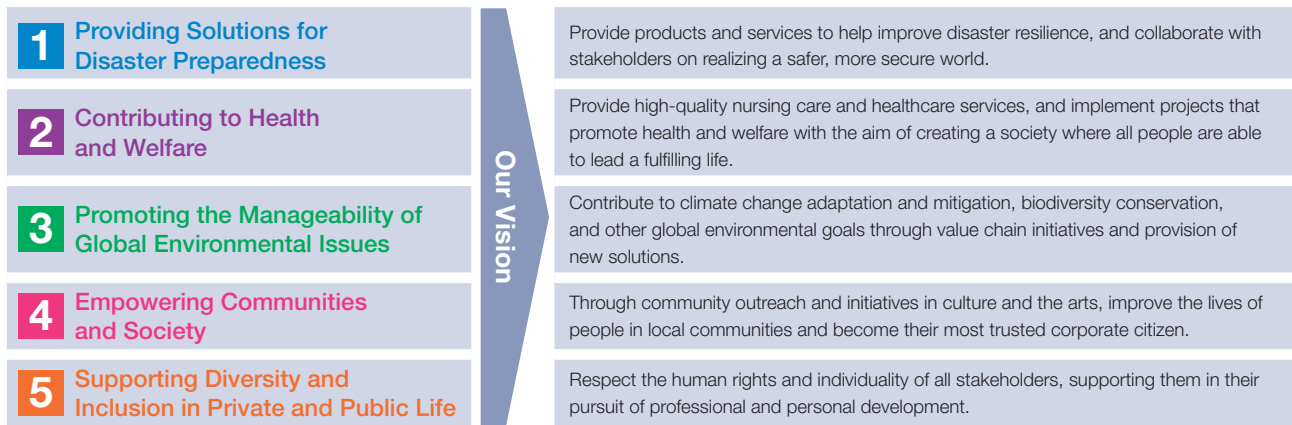 1
Providing Solutions for
Disaster Preparedness
Provide products and services to help improve disaster resilience, and collaborate with
stakeholders on realizing a safer, more secure world.
2
Contributing to Health
and Welfare
Provide high-quality nursing care and healthcare services, and implement projects that
promote health and welfare with the aim of creating a society where all people are able
to lead a fulfilling life.
Our Vision
3
Promoting the Manageability of
Global Environmental Issues
Contribute to climate change adaptation and mitigation, biodiversity conservation,
and other global environmental goals through value chain initiatives and provision of
new solutions.
4
Empowering Communities
and Society
Through community outreach and initiatives in culture and the arts, improve the lives of
people in local communities and become their most trusted corporate citizen.
5
Supporting Diversity and
Inclusion in Private and Public Life
Respect the human rights and individuality of all stakeholders, supporting them in their
pursuit of professional and personal development.